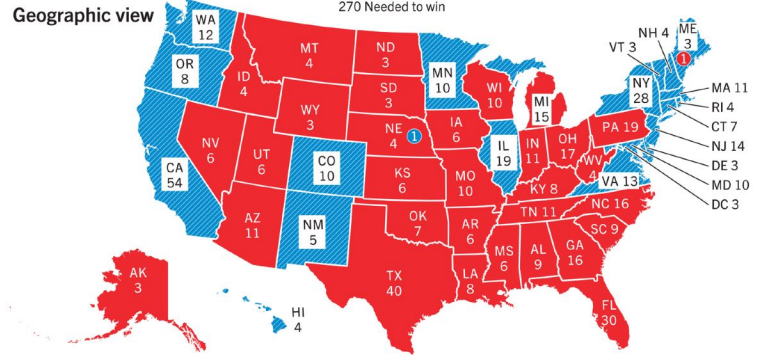 Geographic view
270 Needed to win
WA
12
OR
8
CA
54
NV
6
ID
4
MT
4
WY
3
UT
6
AZ
11
CO
10
NM
5
ND
3
SD
3
NE
4
1
KS
6
OK
7
TX
40
MN
10
IA
6
MO
10
AR
6
LA
8
WI
10
IL
19
MI
15
IN
11
OH
17
KY 8
TN 11
MS
6
AL
9
GA
16
FL
30
SC 9
NC 16
VA 13
WV
4
PA 19
NY
28
VT 3
NH 4
ME
3
1
MA 11
RI 4
CT 7
NJ 14
DE 3
MD 10
DC 3
AK
3
HI
4